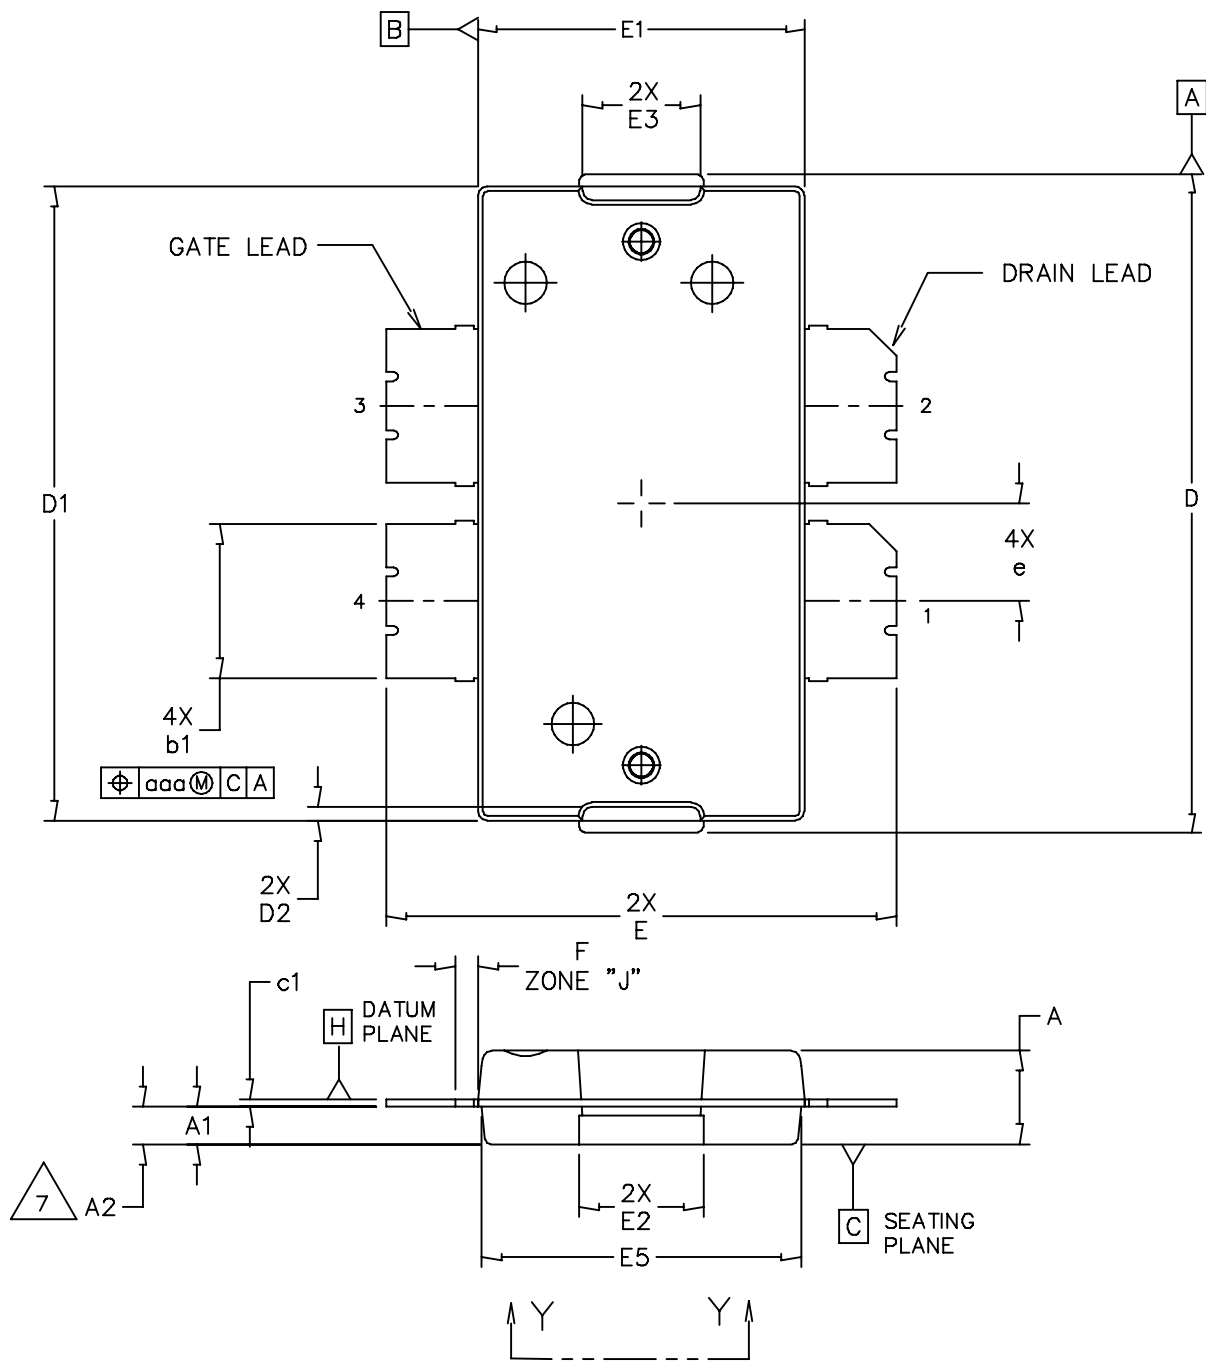 B
E1
2X
E3
A
GATE LEAD
DRAIN LEAD
3
2
D1
D
4X
e
4
1
4X
b1
⌖ aaa Ⓜ C A
2X
D2
2X
E
F
ZONE "J"
c1
H
DATUM
PLANE
A
A1
7
A2
2X
E2
C
SEATING
PLANE
E5
Y
Y